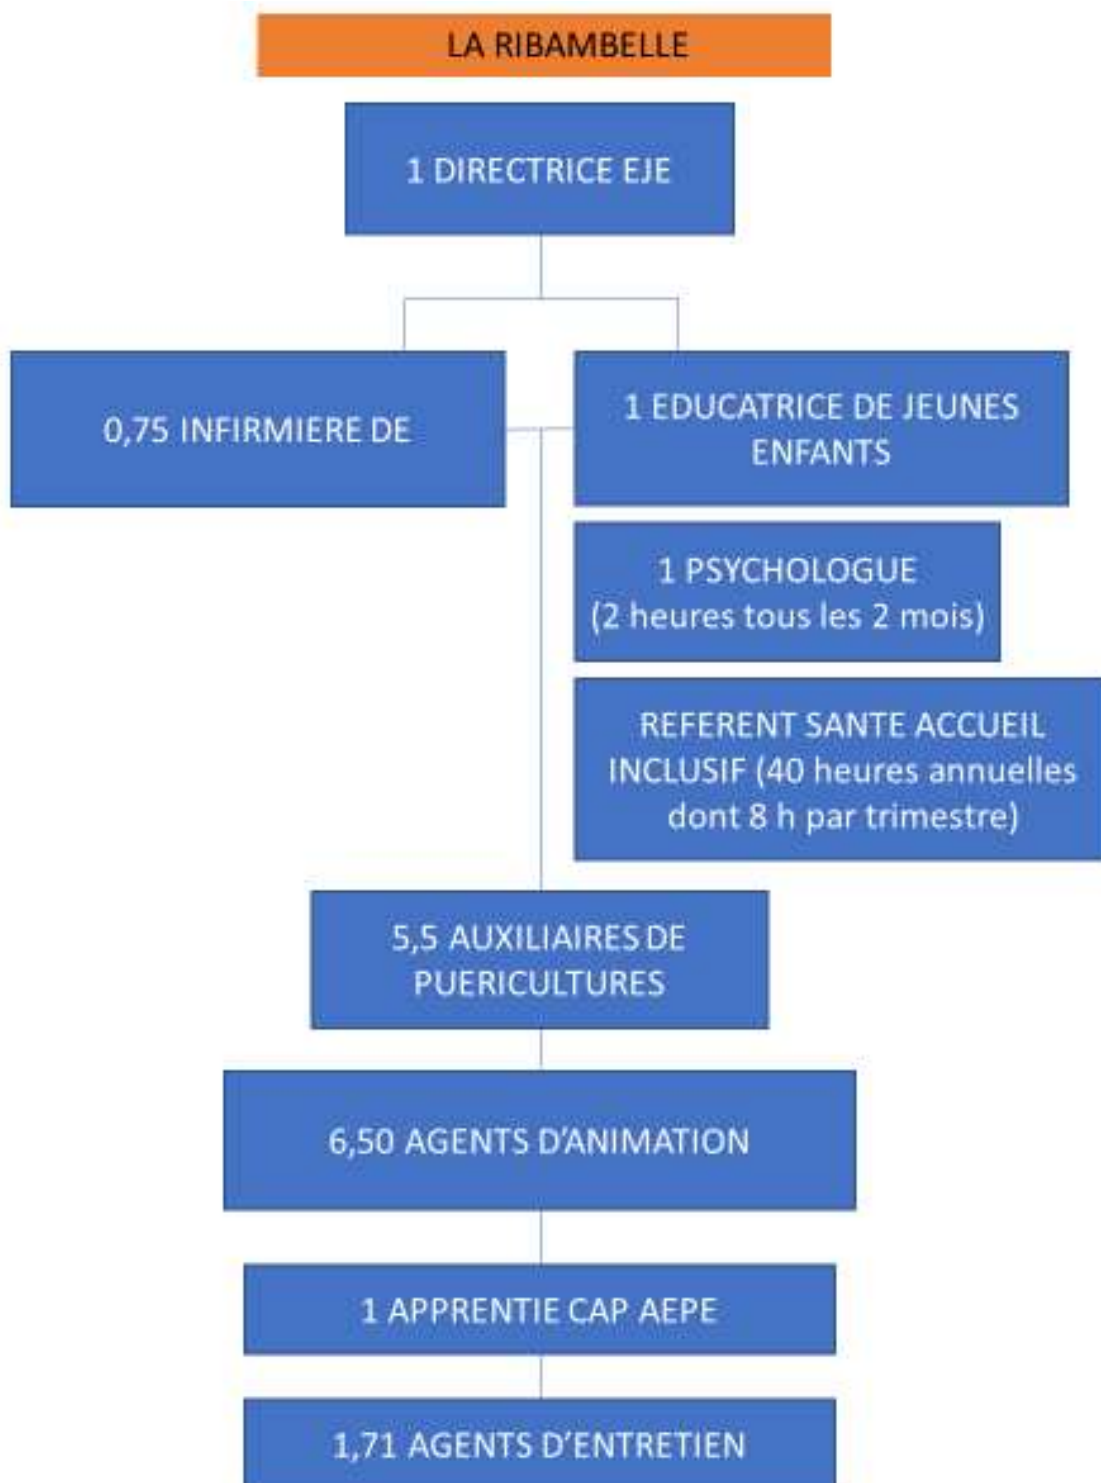 LA RIBAMBELLE
1 DIRECTRICE EJE
0,75 INFIRMIERE DE
1 EDUCATRICE DE JEUNES
ENFANTS
1 PSYCHOLOGUE
(2 heures tous les 2 mois)
REFERENT SANTE ACCUEIL
INCLUSIF (40 heures annuelles
dont 8 h par trimestre)
5,5 AUXILIAIRES DE
PUERICULTURES
6,50 AGENTS D’ANIMATION
1 APPRENTIE CAP AEPE
1,71 AGENTS D’ENTRETIEN